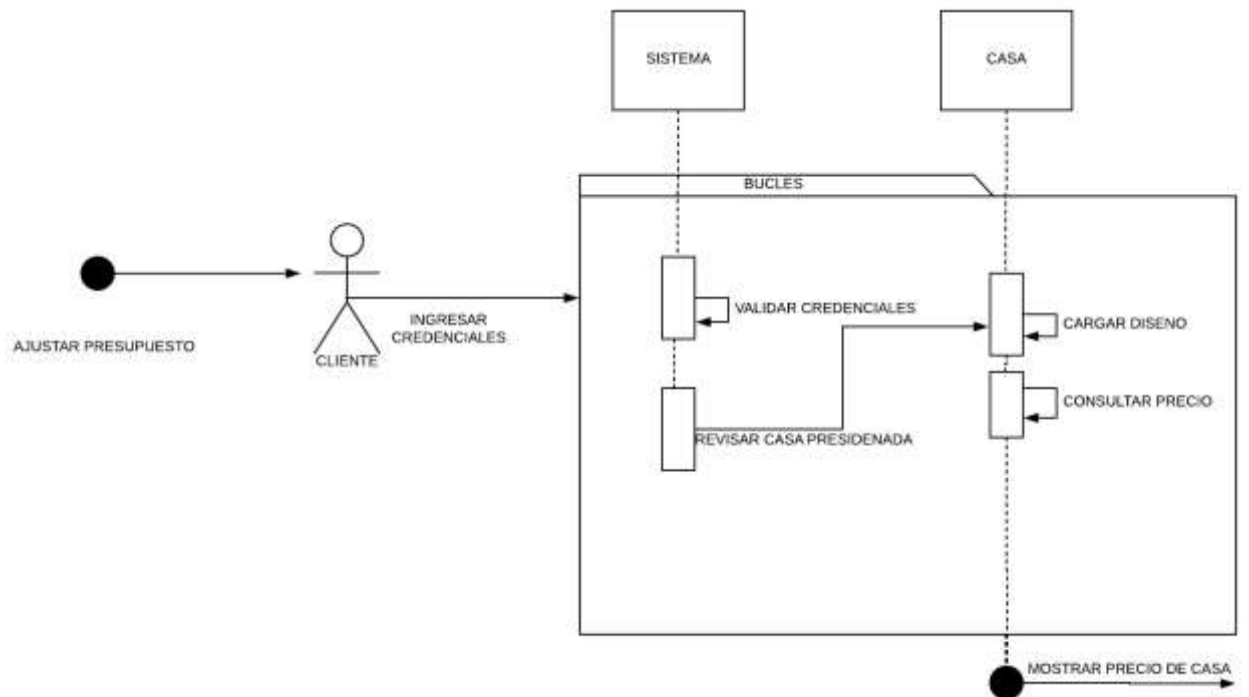 SISTEMA
CASA
BUCLES
VALIDAR CREDENCIALES
INGRESAR
CREDENCIALES
CARGAR DISENO
AJUSTAR PRESUPUESTO
CLIENTE
CONSULTAR PRECIO
REVISAR CASA PRESIDENADA
MOSTRAR PRECIO DE CASA